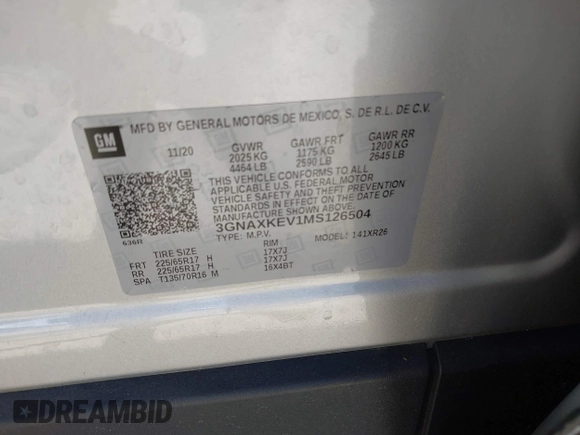 MFD BY GENERAL MOTORS DE MEXICO, S. DE R.L. DE C.V.
GM
11/20 GVWR GAWR FRT GAWR RR
2025 KG 1175 KG 1200 KG
4464 LB 2590 LB 2645 LB
THIS VEHICLE CONFORMS TO ALL
APPLICABLE U.S. FEDERAL MOTOR
VEHICLE SAFETY AND THEFT
PREVENTION STANDARDS IN EFFECT
ON THE DATE OF MANUFACTURE
SHOWN ABOVE.
3GNAXKEV1MS126504
636R TYPE: M.P.V. MODEL: 141XR26
TIRE SIZE RIM
FRT 225/65R17 H 17X7J
RR 225/65R17 H 17X7J
SPA T135/70R16 M 16X4BT
DREAMBID